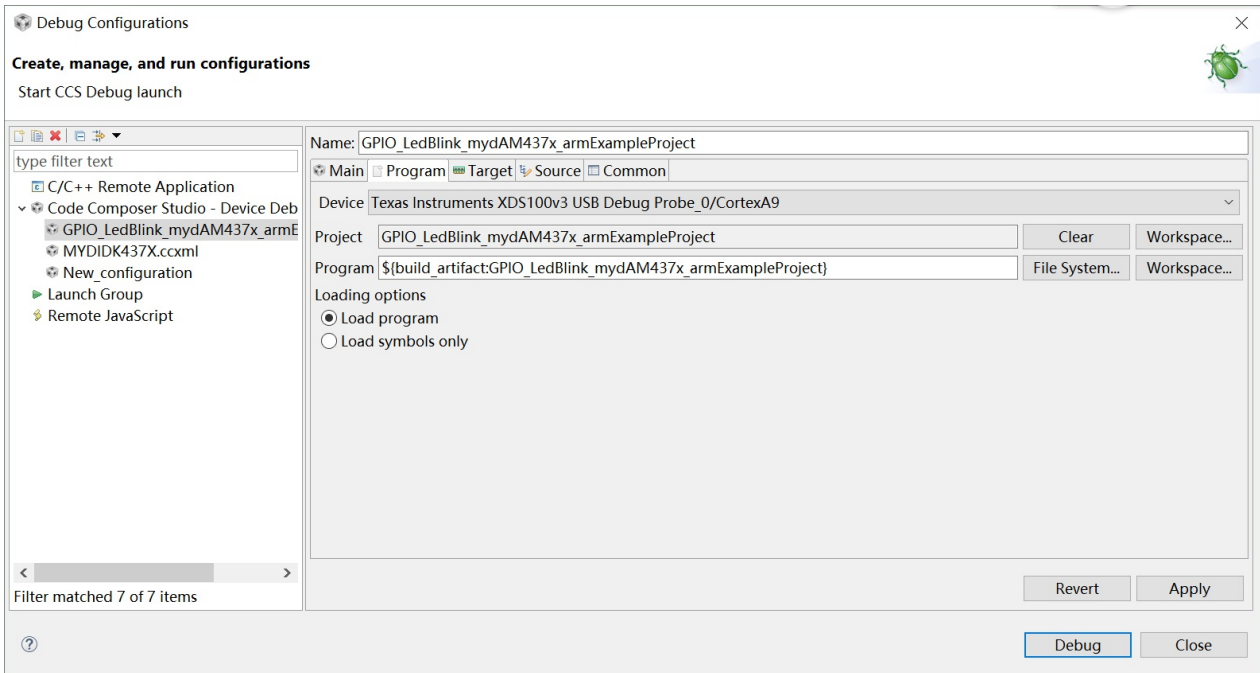 Debug Configurations
Create, manage, and run configurations
Start CCS Debug launch
type filter text
C/C++ Remote Application
Code Composer Studio - Device Deb
GPIO_LedBlink_mydAM437x_armE
MYDIDK437X.ccxml
New_configuration
Launch Group
Remote JavaScript
Filter matched 7 of 7 items
Name: GPIO_LedBlink_mydAM437x_armExampleProject
Main Program Target Source Common
Device Texas Instruments XDS100v3 USB Debug Probe_0/CortexA9
Project GPIO_LedBlink_mydAM437x_armExampleProject Clear Workspace...
Program ${build_artifact:GPIO_LedBlink_mydAM437x_armExampleProject} File System... Workspace...
Loading options
Load program
Load symbols only
Revert Apply
Debug Close